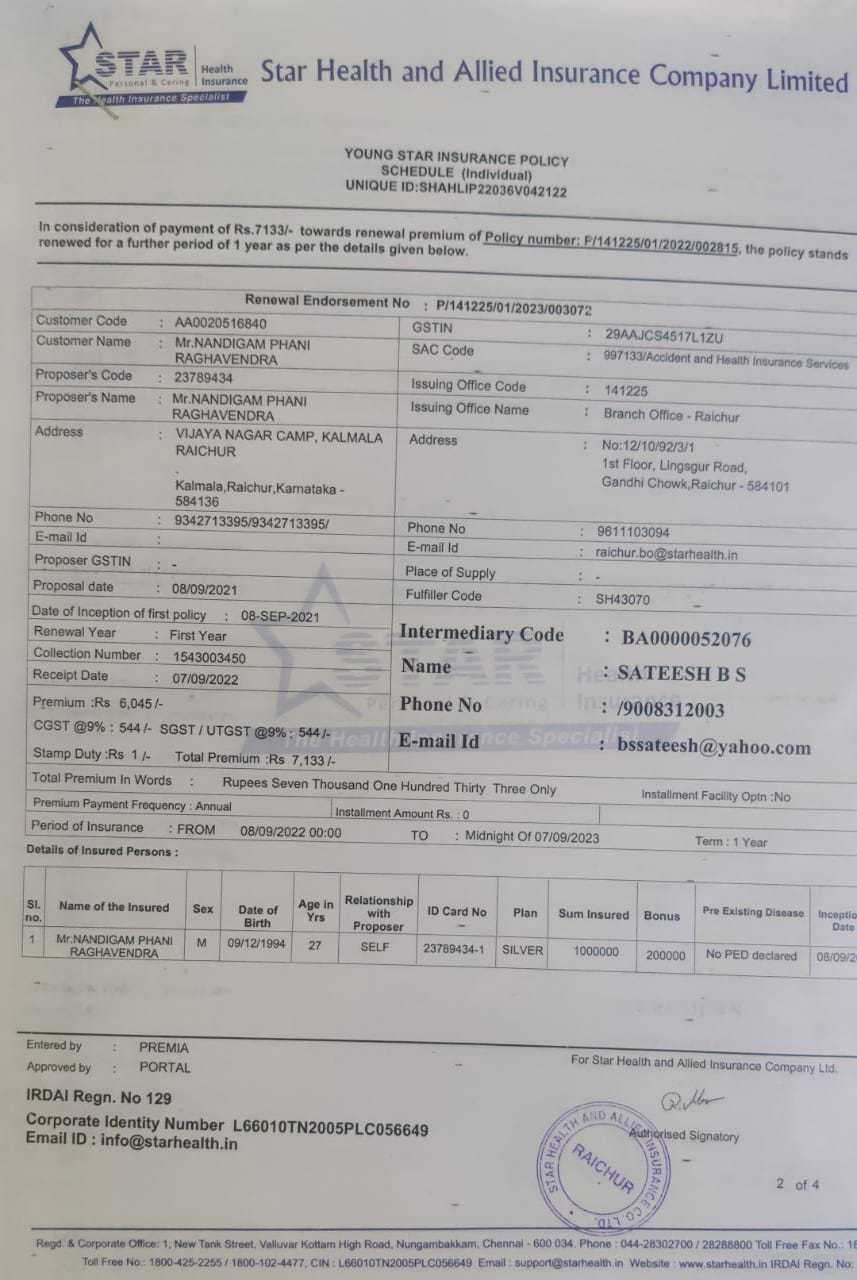 STAR Health
Personal & Caring Insurance
The Health Insurance Specialist
Star Health and Allied Insurance Company Limited
YOUNG STAR INSURANCE POLICY
SCHEDULE (Individual)
UNIQUE ID:SHAHLIP22036V042122
In consideration of payment of Rs.7133/- towards renewal premium of Policy number: P/141225/01/2022/002815, the policy stands
renewed for a further period of 1 year as per the details given below.
Renewal Endorsement No : P/141225/01/2023/003072
Customer Code : AA0020516840
Customer Name : Mr.NANDIGAM PHANI
RAGHAVENDRA
Proposer's Code : 23789434
Proposer's Name : Mr.NANDIGAM PHANI
RAGHAVENDRA
Address : VIJAYA NAGAR CAMP, KALMALA
RAICHUR
.
Kalmala,Raichur,Karnataka -
584136
Phone No : 9342713395/9342713395/
E-mail Id :
Proposer GSTIN : -
Proposal date : 08/09/2021
Date of Inception of first policy : 08-SEP-2021
Renewal Year : First Year
Collection Number : 1543003450
Receipt Date : 07/09/2022
Premium :Rs 6,045/-
CGST @9% : 544/- SGST / UTGST @9% : 544/-
Stamp Duty :Rs 1 /- Total Premium :Rs 7,133/-
GSTIN : 29AAJCS4517L1ZU
SAC Code : 997133/Accident and Health Insurance Services
Issuing Office Code : 141225
Issuing Office Name : Branch Office - Raichur
Address : No:12/10/92/3/1
1st Floor, Lingsgur Road,
Gandhi Chowk,Raichur - 584101
Phone No : 9611103094
E-mail Id : raichur.bo@starhealth.in
Place of Supply : -
Fulfiller Code : SH43070
Intermediary Code : BA0000052076
Name : SATEESH B S
Phone No : /9008312003
E-mail Id : bssateesh@yahoo.com
STAR Health
Personal & Caring Insurance
The Health Insurance Specialist
Total Premium In Words : Rupees Seven Thousand One Hundred Thirty Three Only Installment Facility Optn :No
Premium Payment Frequency : Annual Installment Amount Rs. : 0
Period of Insurance : FROM 08/09/2022 00:00 TO : Midnight Of 07/09/2023 Term : 1 Year
Details of Insured Persons :
Sl. no. Name of the Insured Sex Date of Birth Age in Yrs Relationship with Proposer ID Card No Plan Sum Insured Bonus Pre Existing Disease Inceptio Date
1 Mr.NANDIGAM PHANI RAGHAVENDRA M 09/12/1994 27 SELF 23789434-1 SILVER 1000000 200000 No PED declared 08/09/2
Entered by : PREMIA
Approved by : PORTAL
IRDAI Regn. No 129
Corporate Identity Number L66010TN2005PLC056649
Email ID : info@starhealth.in
For Star Health and Allied Insurance Company Ltd.
Authorised Signatory
STAR HEALTH AND ALLIED INSURANCE CO. LTD.
RAICHUR
2 of 4
Regd. & Corporate Office: 1, New Tank Street, Valluvar Kottam High Road, Nungambakkam, Chennai - 600 034. Phone : 044-28302700 / 28288800 Toll Free Fax No.: 18
Toll Free No.: 1800-425-2255 / 1800-102-4477, CIN : L66010TN2005PLC056649 Email : support@starhealth.in Website : www.starhealth.in IRDAI Regn. No: